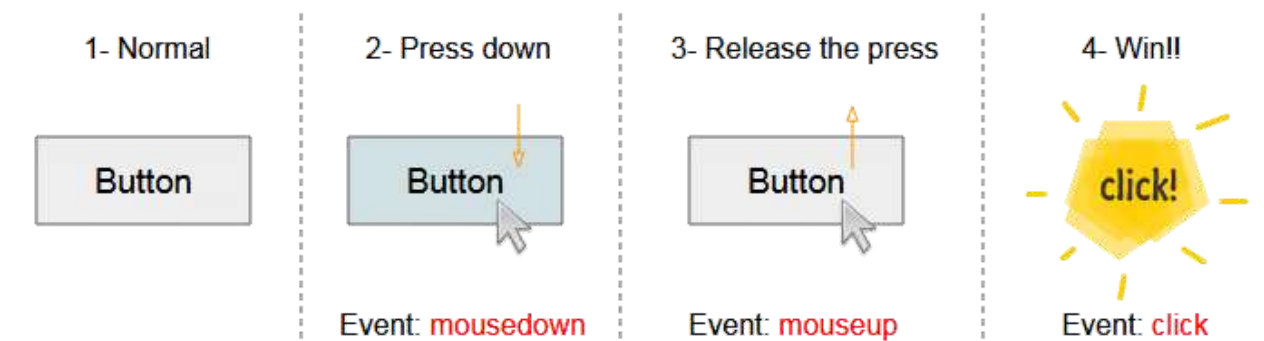 1- Normal
2- Press down
3- Release the press
4- Win!!
Button
Button
Button
click!
Event: mousedown
Event: mouseup
Event: click